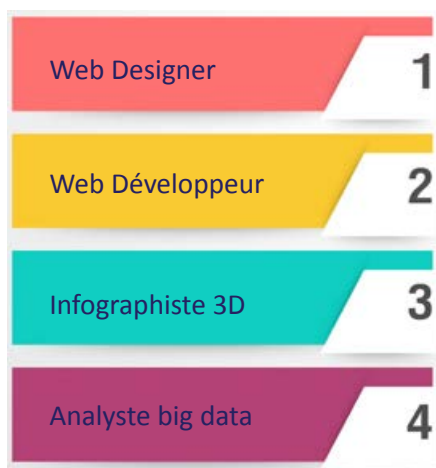 Web Designer 1
Web Développeur 2
Infographiste 3D 3
Analyste big data 4